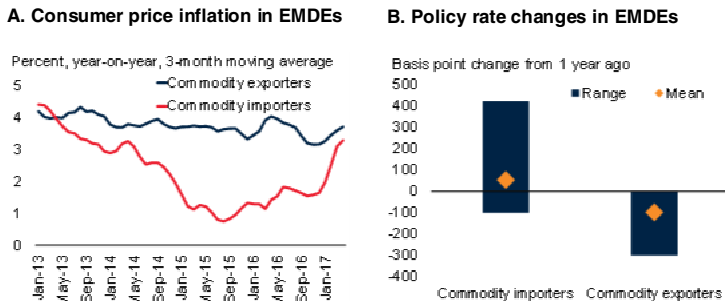 A. Consumer price inflation in EMDEs
Percent, year-on-year, 3-month moving average
Commodity exporters
Commodity importers
5
4
3
2
1
0
Jan-13
May-13
Sep-13
Jan-14
May-14
Sep-14
Jan-15
May-15
Sep-15
Jan-16
May-16
Sep-16
Jan-17
B. Policy rate changes in EMDEs
Basis point change from 1 year ago
Range
Mean
500
400
300
200
100
0
-100
-200
-300
-400
Commodity importers
Commodity exporters